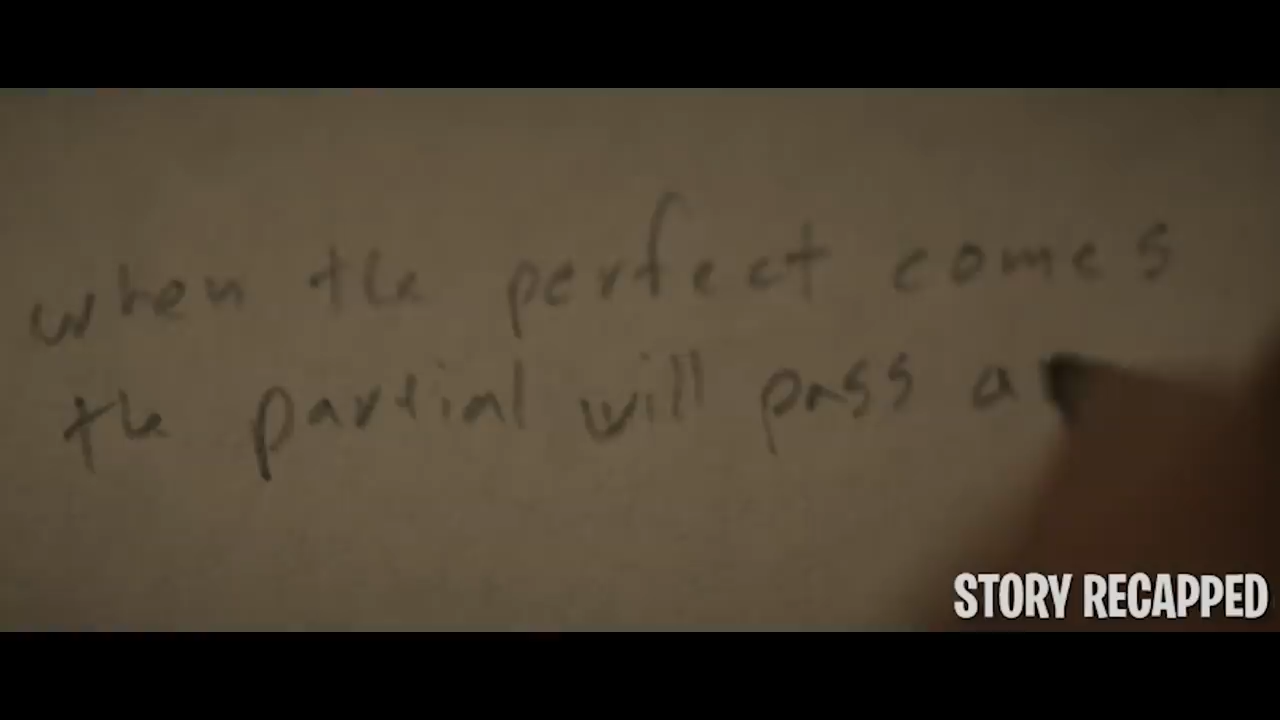 when the perfect comes
the partial will pass a
STORY RECAPPED